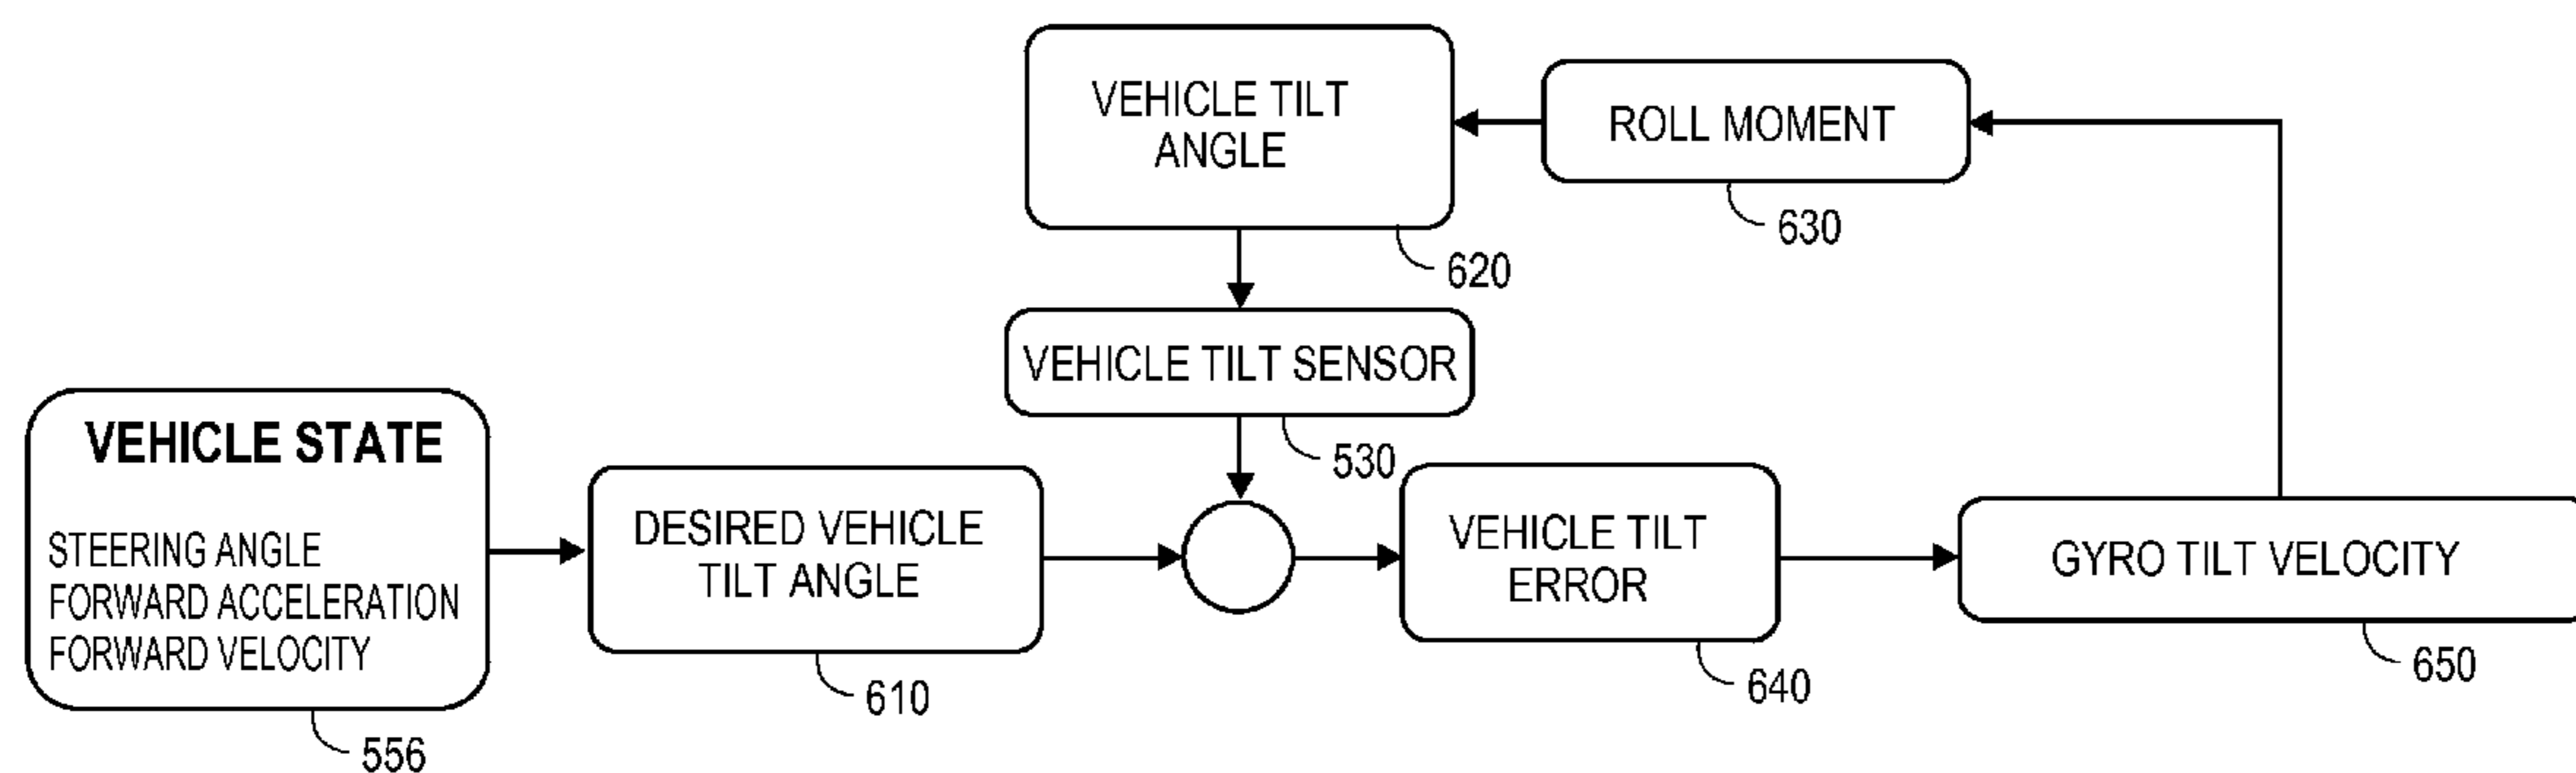 VEHICLE TILT
ANGLE
620
ROLL MOMENT
630
VEHICLE TILT SENSOR
530
VEHICLE STATE
STEERING ANGLE
FORWARD ACCELERATION
FORWARD VELOCITY
556
DESIRED VEHICLE
TILT ANGLE
610
VEHICLE TILT
ERROR
640
GYRO TILT VELOCITY
650